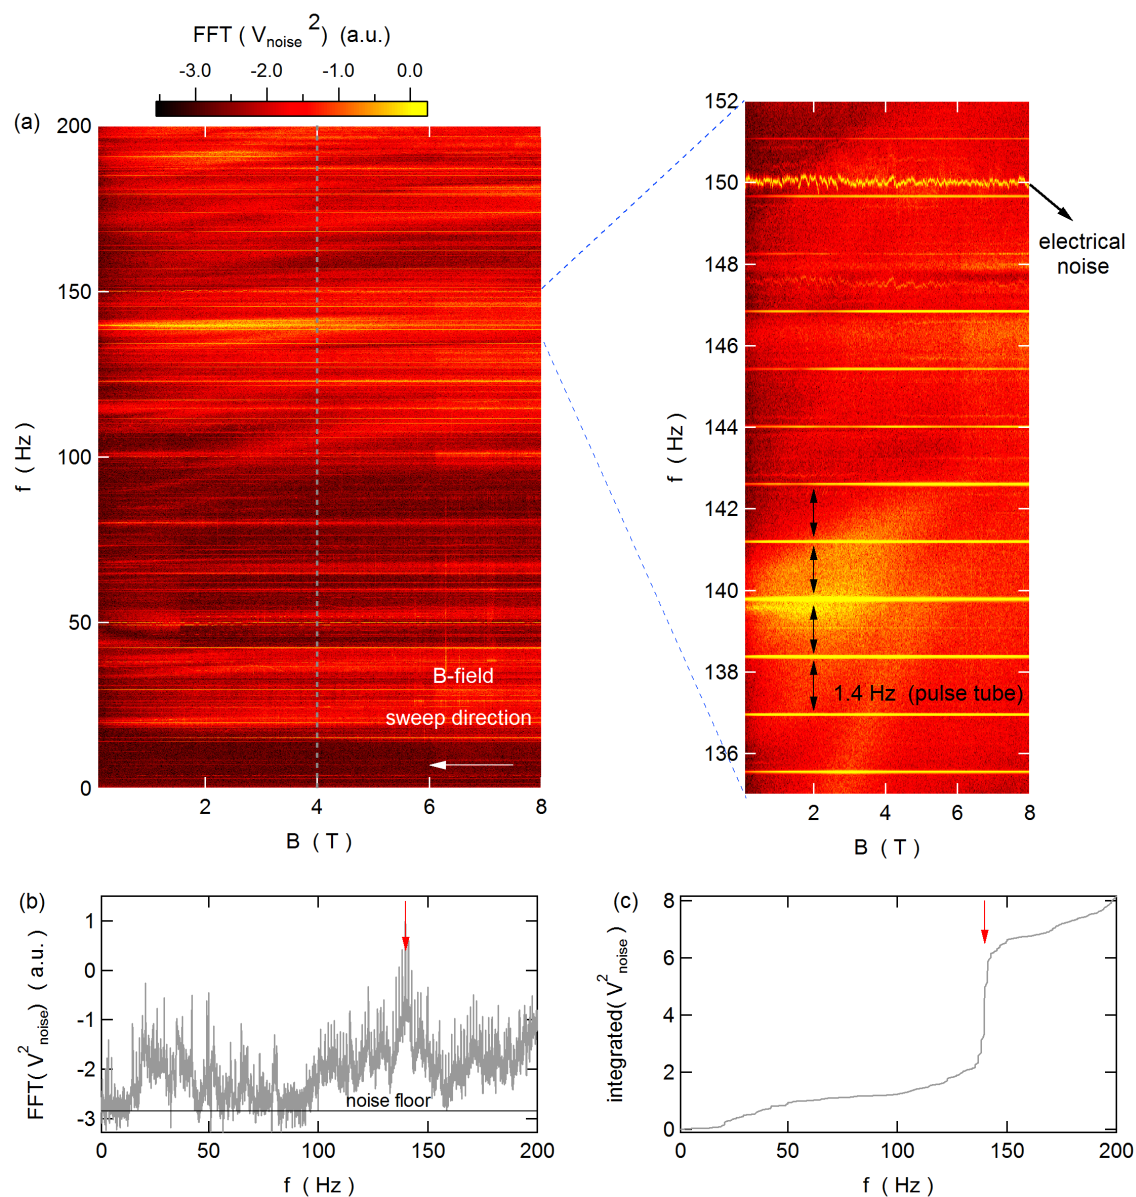 FFT ( V_noise ^2 ) (a.u.)
-3.0 -2.0 -1.0 0.0
(a)
200
150
100
50
0
f ( Hz )
B-field
sweep direction
2 4 6 8
B ( T )
152
150
148
146
144
142
140
138
136
f ( Hz )
electrical
noise
1.4 Hz (pulse tube)
2 4 6 8
B ( T )
(b)
1
0
-1
-2
-3
FFT( V^2_noise ) ( a.u. )
noise floor
0 50 100 150 200
f ( Hz )
(c)
8
6
4
2
0
integrated( V^2_noise )
0 50 100 150 200
f ( Hz )